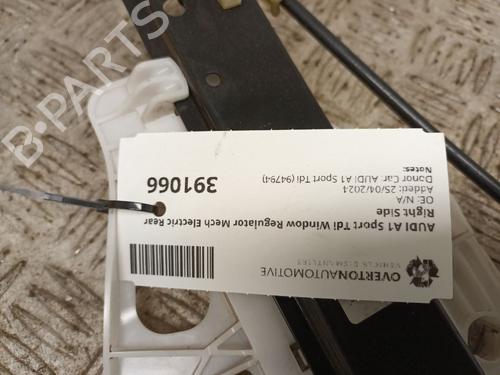 OVERTONAUTOMOTIVE
VEHICLE DISMANTLERS
AUDI A1 Sport Tdi Window Regulator Mech Electric Rear
Right Side
OE: N/A
Added: 25/04/2024
Donor Car: AUDI A1 Sport Tdi (94794)
Notes:
391066
B-PARTS